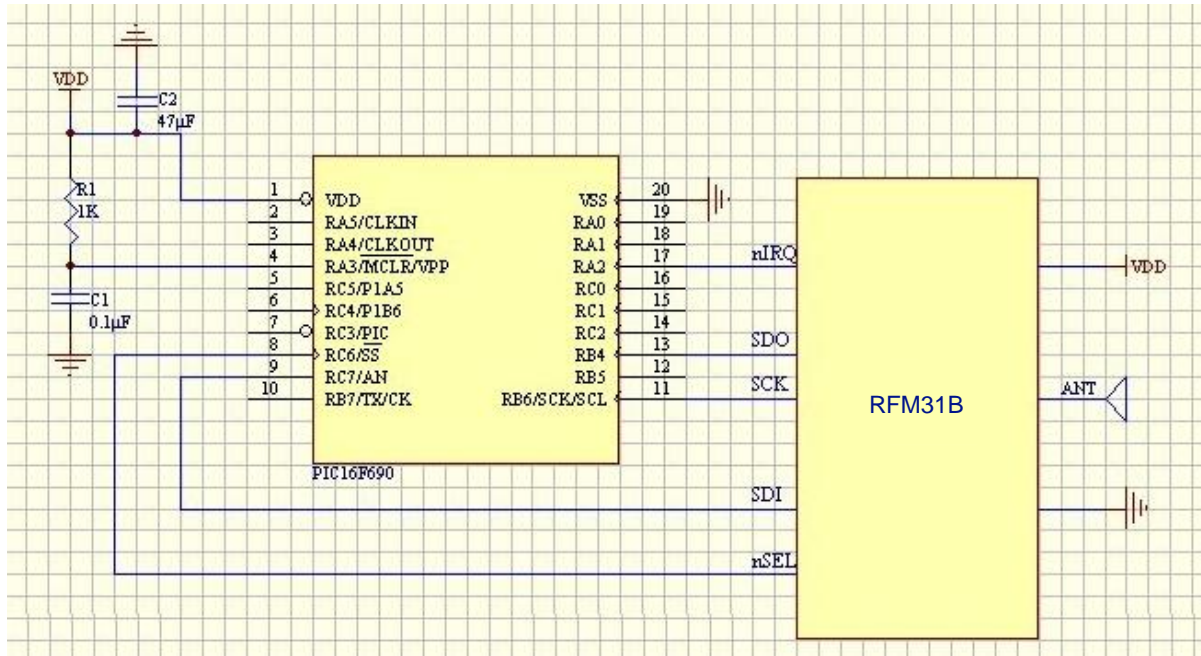 VDD
C2
47µF
R1
1K
C1
0.1µF
1
2
3
4
5
6
7
8
9
10
VDD
RA5/CLKIN
RA4/CLKOUT
RA3/MCLR/VPP
RC5/P1A5
RC4/P1B6
RC3/PIC
RC6/SS
RC7/AN
RB7/TX/CK
VSS
RA0
RA1
RA2
RC0
RC1
RC2
RB4
RB5
RB6/SCK/SCL
20
19
18
17
16
15
14
13
12
11
PIC16F690
nIRQ
SDO
SCK
SDI
nSEL
RFM31B
VDD
ANT